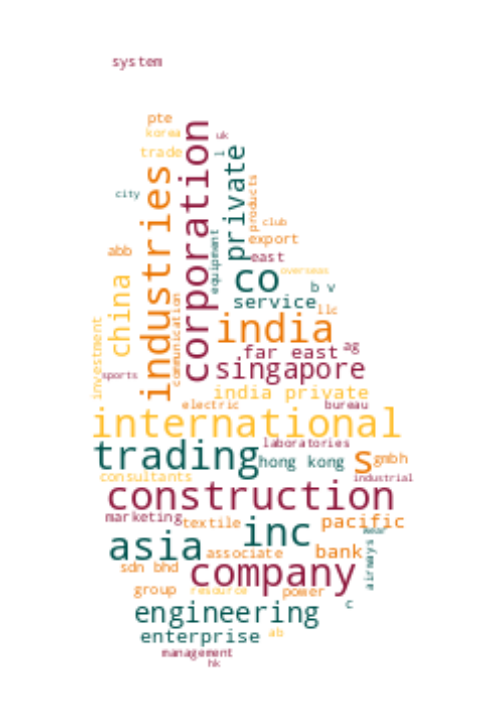 system
pte
korea
uk
trade
l
private
corporation
industries
products
city
club
export
equipment
abb
east
overseas
co
b v
china
service
llc
communication
india
investment
far east ag
singapore
sports
india private
electric
bureau
international
laboratories
trading
hong kong
s
gmbh
consultants
industrial
construction
marketing
textile
pacific
inc
wear
asia
associate
bank
airways
sdn bhd
company
group
resource
power
c
engineering
enterprise
ab
management
hk